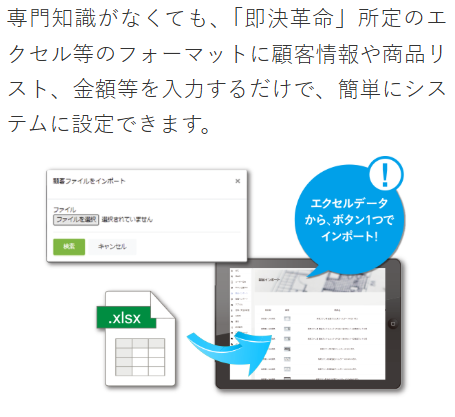 専門知識がなくても、「即決革命」所定のエ
クセル等のフォーマットに顧客情報や商品リ
スト、金額等を入力するだけで、簡単にシス
テムに設定できます。
顧客ファイルをインポート ×
ファイル
ファイルを選択 選択されていません
検索 キャンセル
!
エクセルデータ
から、ボタン1つで
インポート!
.xlsx